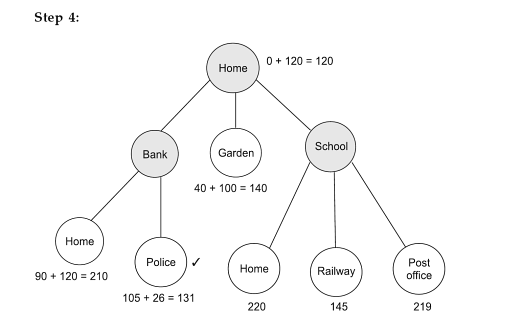 Step 4:
Home
0 + 120 = 120
Bank
Garden
School
40 + 100 = 140
Home
Police ✓
Home
Railway
Post
office
90 + 120 = 210
105 + 26 = 131
220
145
219